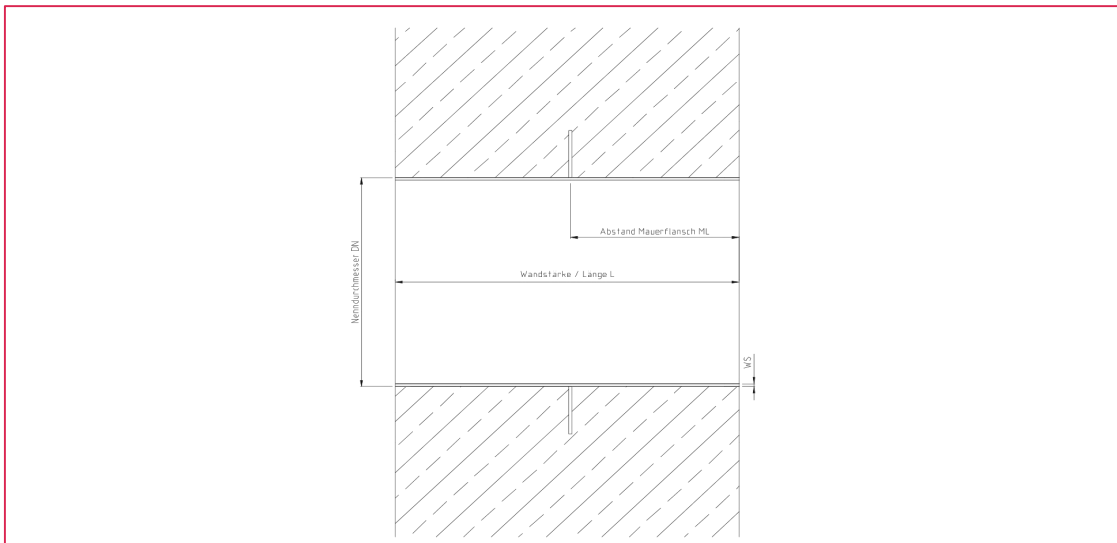 Abstand Mauerflansch ML
Wandstarke / Lange L
Nenndurchmesser DN
WS